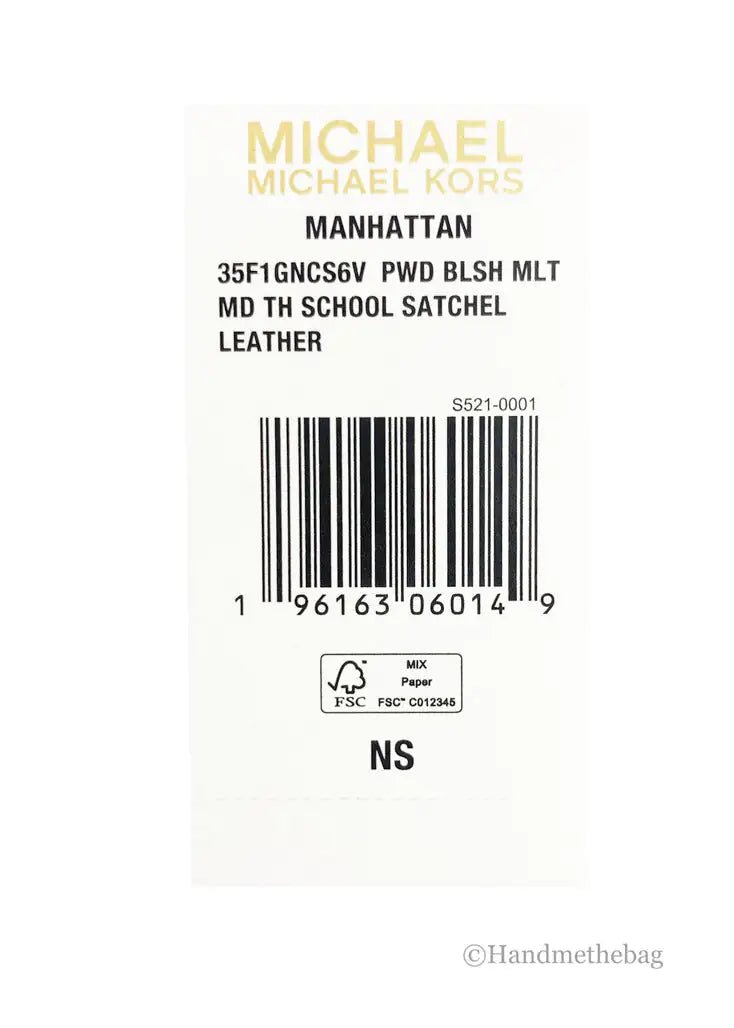 MICHAEL
MICHAEL KORS
MANHATTAN
35F1GNCS6V PWD BLSH MLT
MD TH SCHOOL SATCHEL
LEATHER
S521-0001
1 96163 06014 9
FSC
MIX
Paper
FSC™ C012345
NS
©Handmethebag